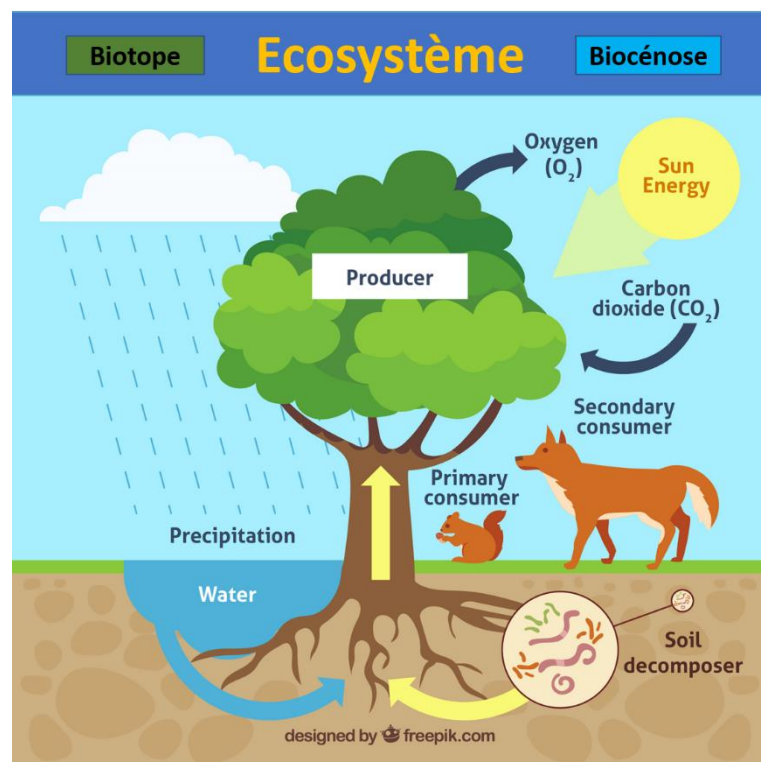 Biotope
Ecosystème
Biocénose
Oxygen
(O₂)
Sun
Energy
Producer
Carbon
dioxide (CO₂)
Secondary
consumer
Primary
consumer
Precipitation
Water
Soil
decomposer
designed by freepik.com